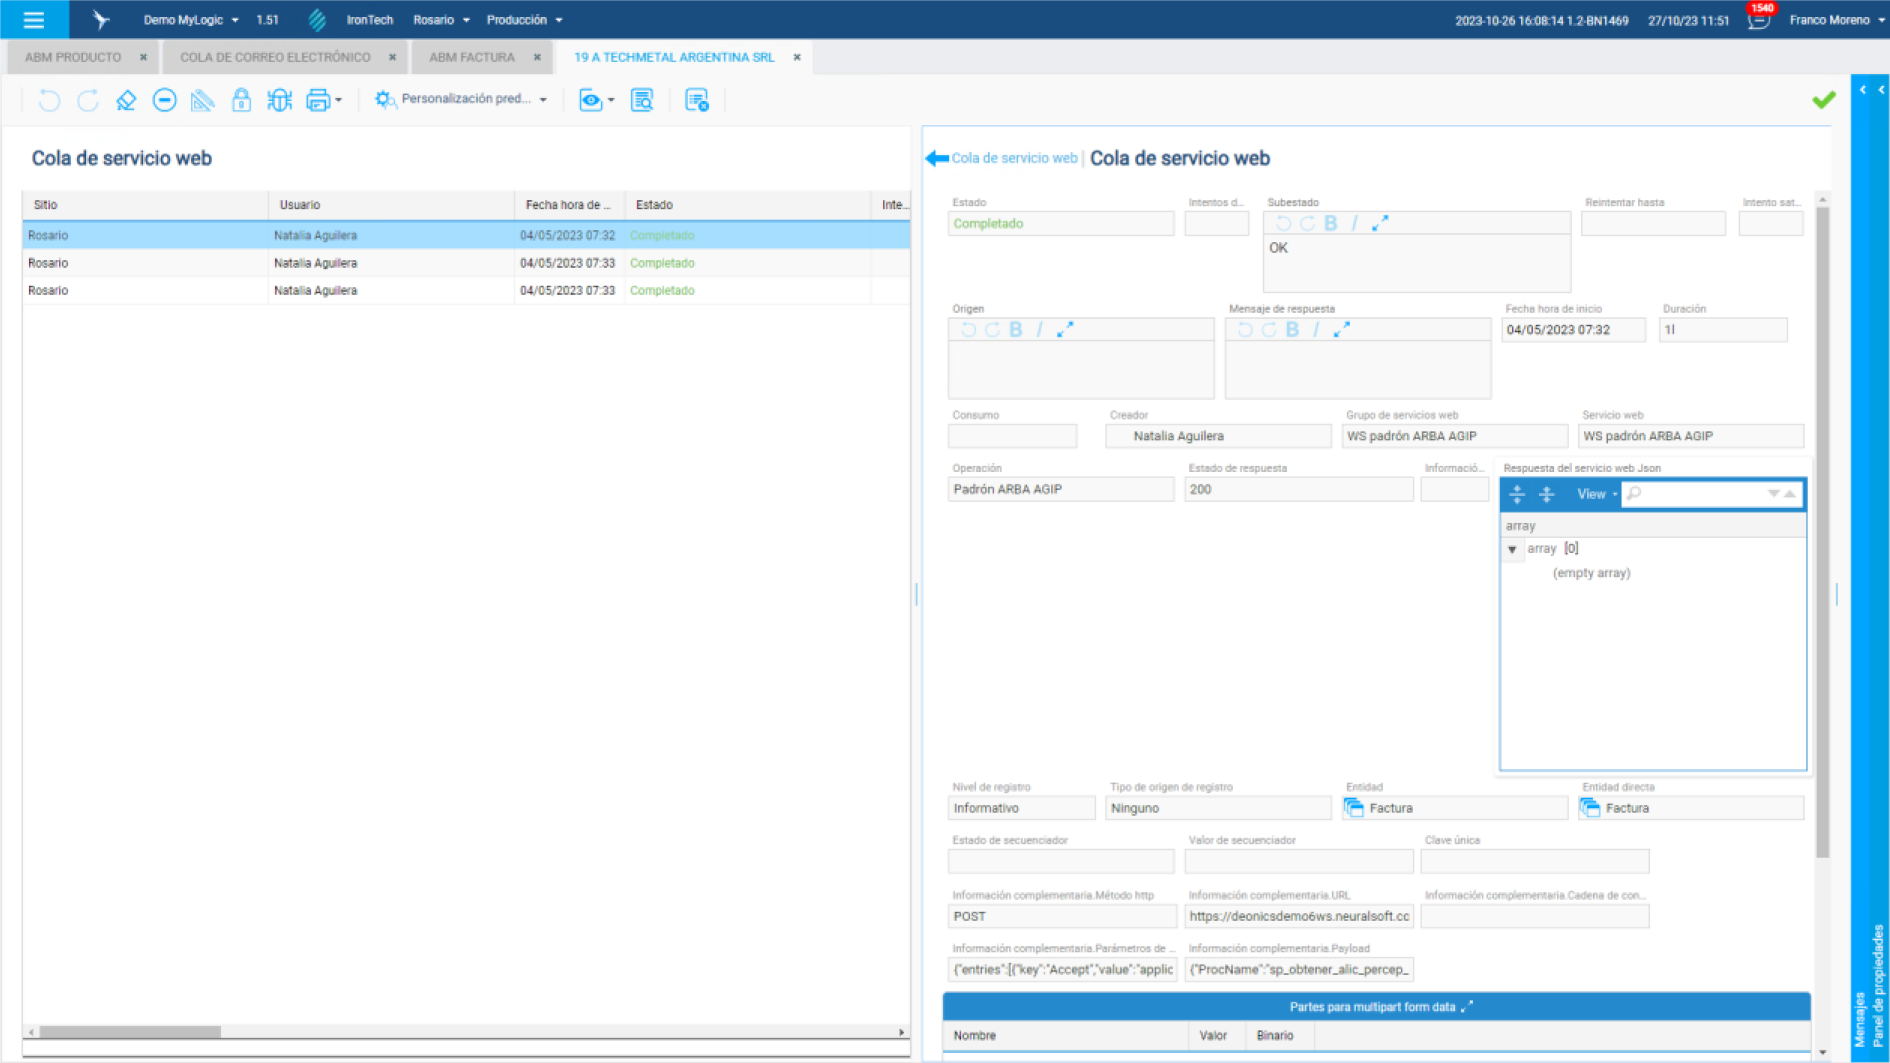 Demo MyLogic 1.51 IronTech Rosario Producción 2023-10-26 16:08:14 1.2-BN1469 27/10/23 11:51 1540 Franco Moreno
ABM PRODUCTO COLA DE CORREO ELECTRÓNICO ABM FACTURA 19 A TECHMETAL ARGENTINA SRL
Personalización pred...
Cola de servicio web
Sitio Usuario Fecha hora de ... Estado Inte...
Rosario Natalia Aguilera 04/05/2023 07:32 Completado
Rosario Natalia Aguilera 04/05/2023 07:33 Completado
Rosario Natalia Aguilera 04/05/2023 07:33 Completado
Cola de servicio web | Cola de servicio web
Estado Intentos d... Subestado Reintentar hasta Intento sat...
Completado
B I
OK
Origen Mensaje de respuesta Fecha hora de inicio Duración
B I B I 04/05/2023 07:32 1l
Consumo Creador Grupo de servicios web Servicio web
Natalia Aguilera WS padrón ARBA AGIP WS padrón ARBA AGIP
Operación Estado de respuesta Informació... Respuesta del servicio web Json
Padrón ARBA AGIP 200 View
array
array [0]
(empty array)
Nivel de registro Tipo de origen de registro Entidad Entidad directa
Informativo Ninguno Factura Factura
Estado de secuenciador Valor de secuenciador Clave única
Información complementaria.Método http Información complementaria.URL Información complementaria.Cadena de con...
POST https://deonicsdemo6ws.neuralsoft.cc
Información complementaria.Parámetros de ... Información complementaria.Payload
{"entries":[{"key":"Accept","value":"applic {"ProcName":"sp_obtener_alic_percep_
Partes para multipart form data
Nombre Valor Binario
Mensajes
Panel de propiedades